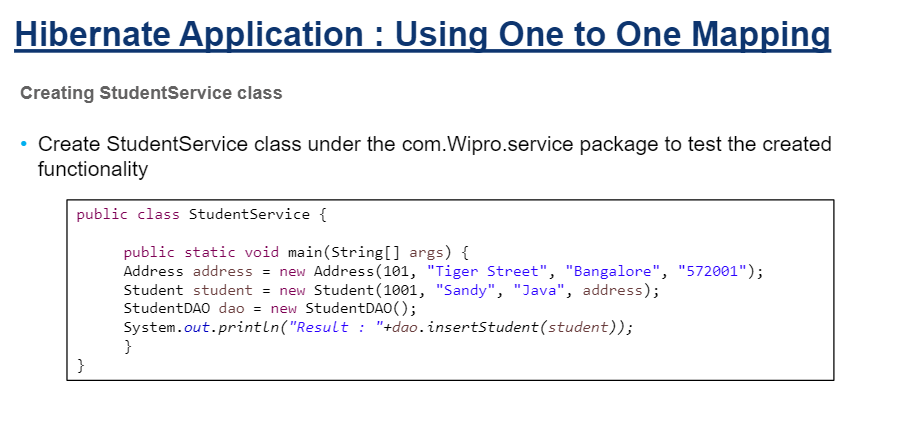 Hibernate Application : Using One to One Mapping
Creating StudentService class
• Create StudentService class under the com.Wipro.service package to test the created
functionality
public class StudentService {
public static void main(String[] args) {
Address address = new Address(101, "Tiger Street", "Bangalore", "572001");
Student student = new Student(1001, "Sandy", "Java", address);
StudentDAO dao = new StudentDAO();
System.out.println("Result : "+dao.insertStudent(student));
}
}